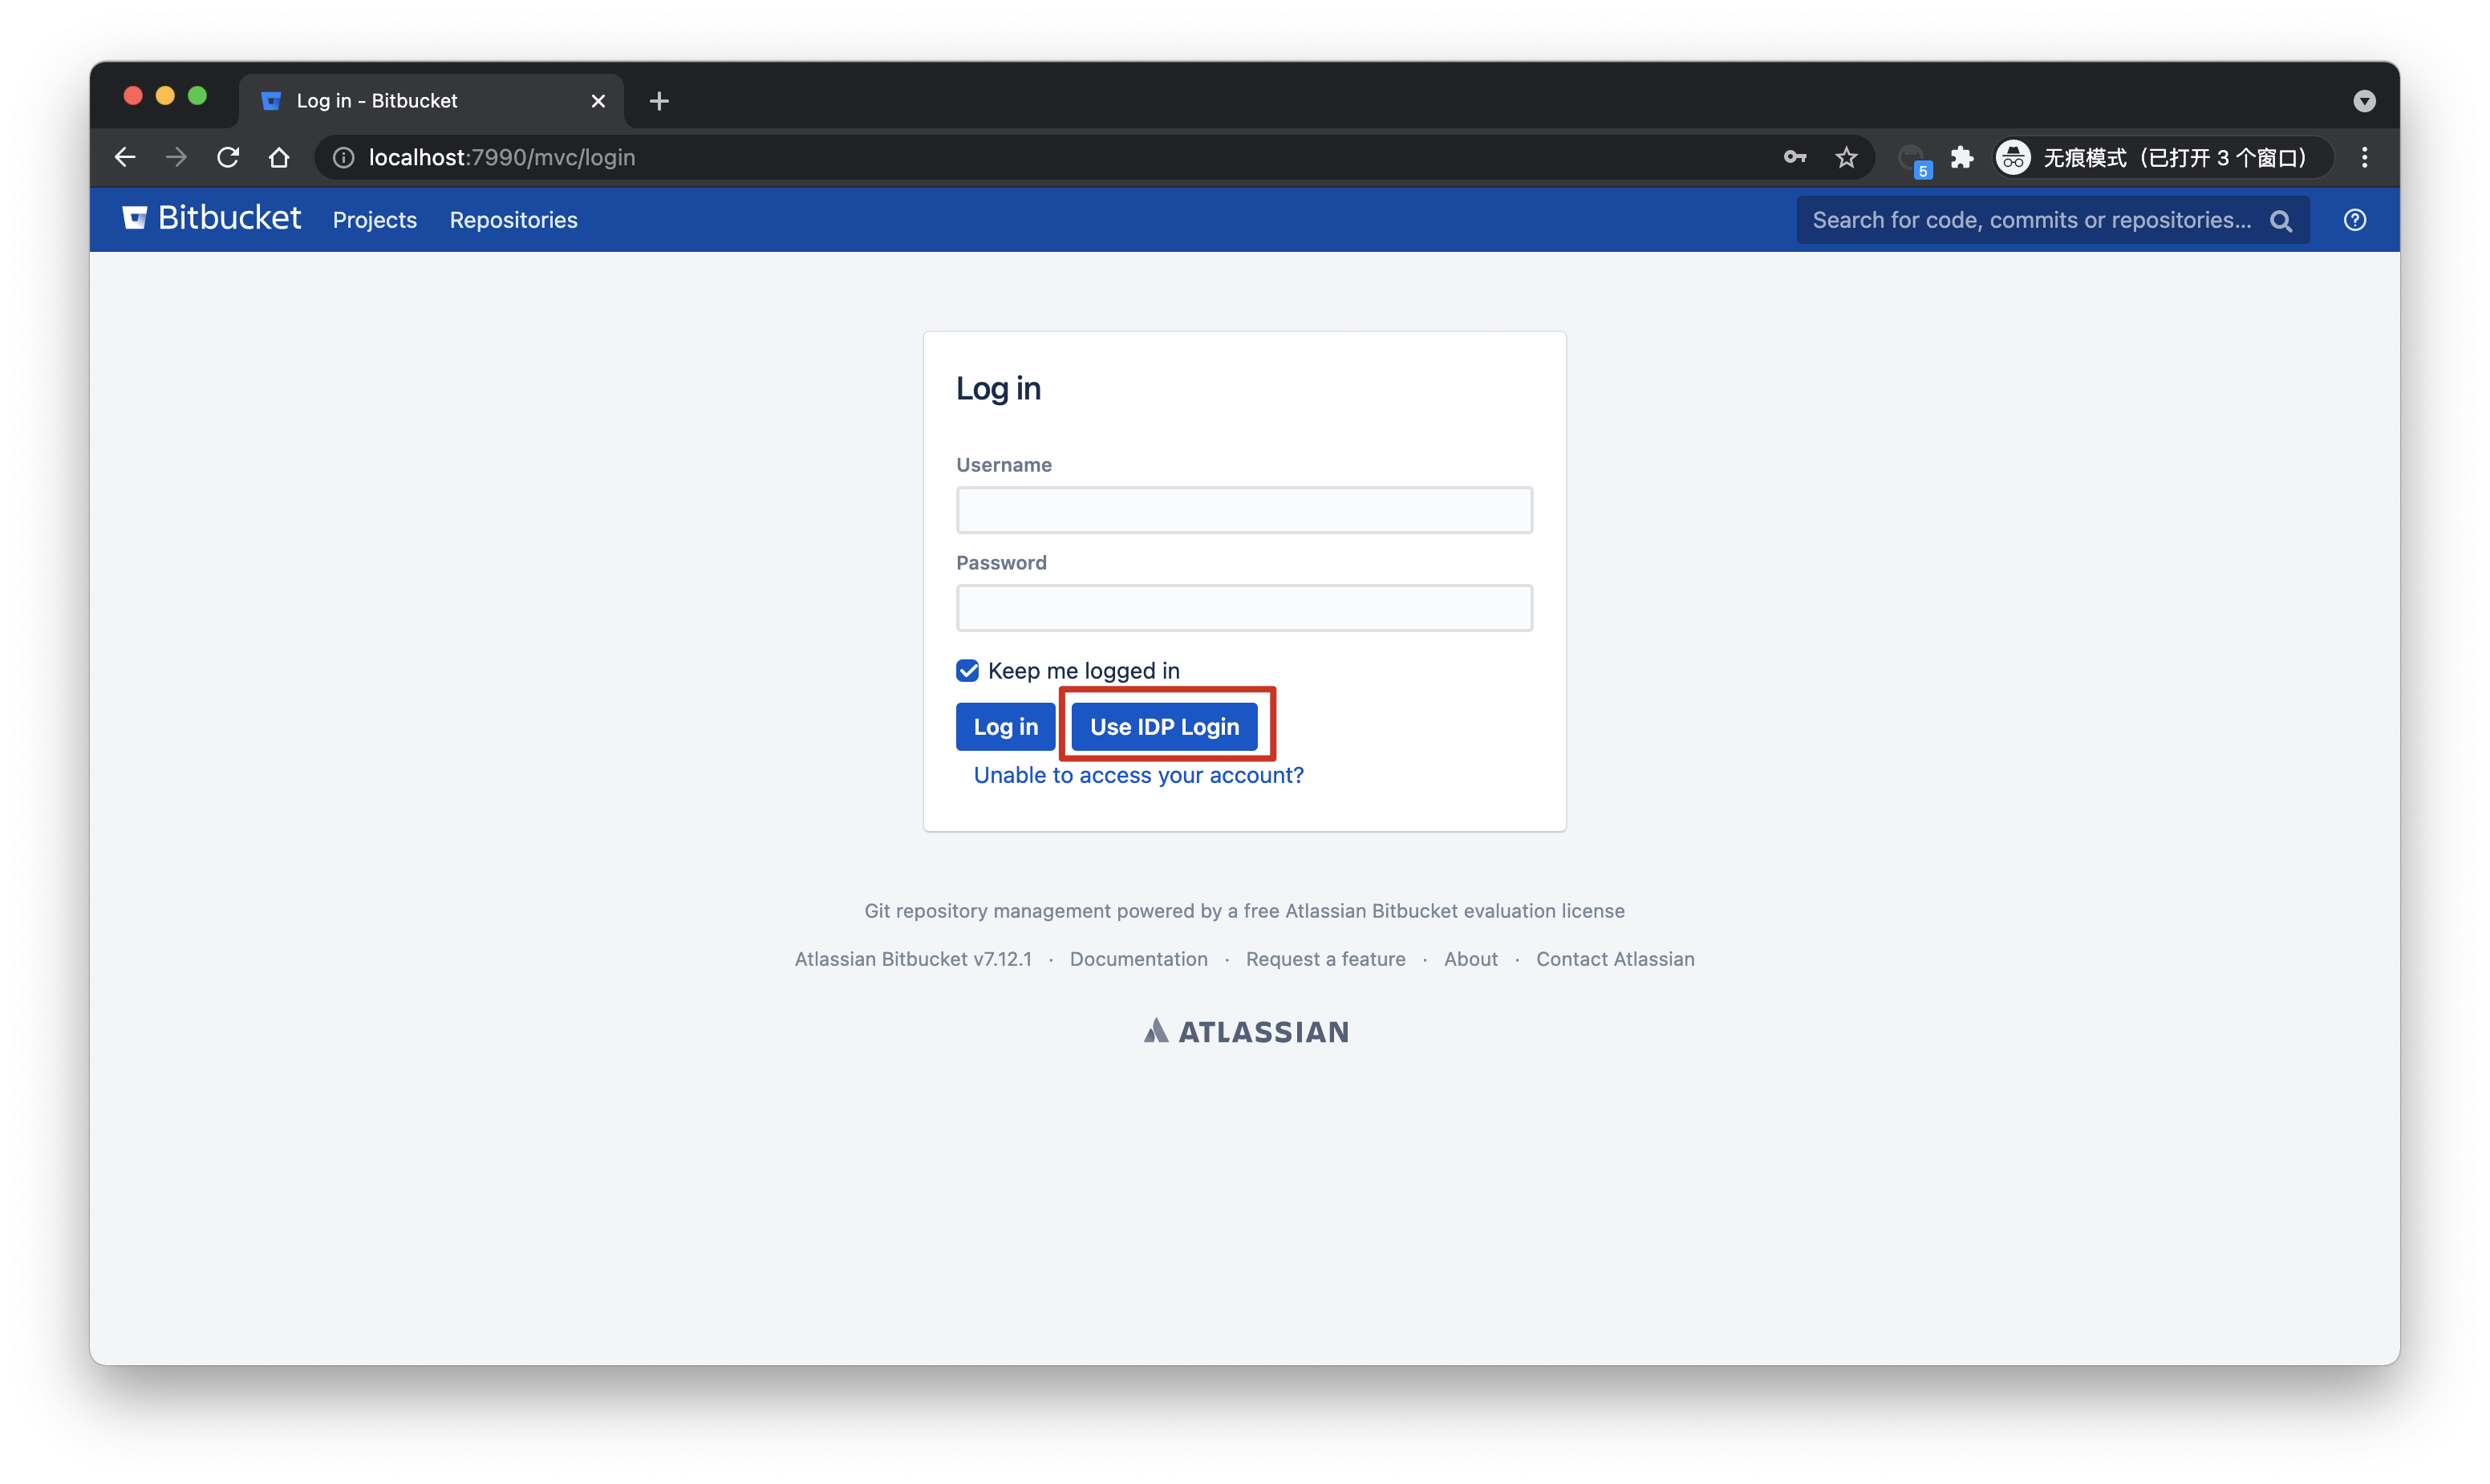 Log in - Bitbucket
localhost:7990/mvc/login
5
无痕模式（已打开 3 个窗口）
Bitbucket Projects Repositories Search for code, commits or repositories...
Log in
Username
Password
Keep me logged in
Log in Use IDP Login
Unable to access your account?
Git repository management powered by a free Atlassian Bitbucket evaluation license
Atlassian Bitbucket v7.12.1 · Documentation · Request a feature · About · Contact Atlassian
ATLASSIAN